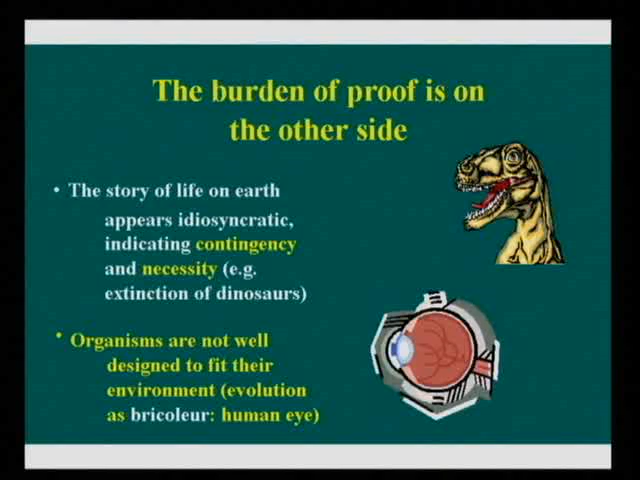 The burden of proof is on
the other side
• The story of life on earth
appears idiosyncratic,
indicating contingency
and necessity (e.g.
extinction of dinosaurs)
• Organisms are not well
designed to fit their
environment (evolution
as bricoleur: human eye)